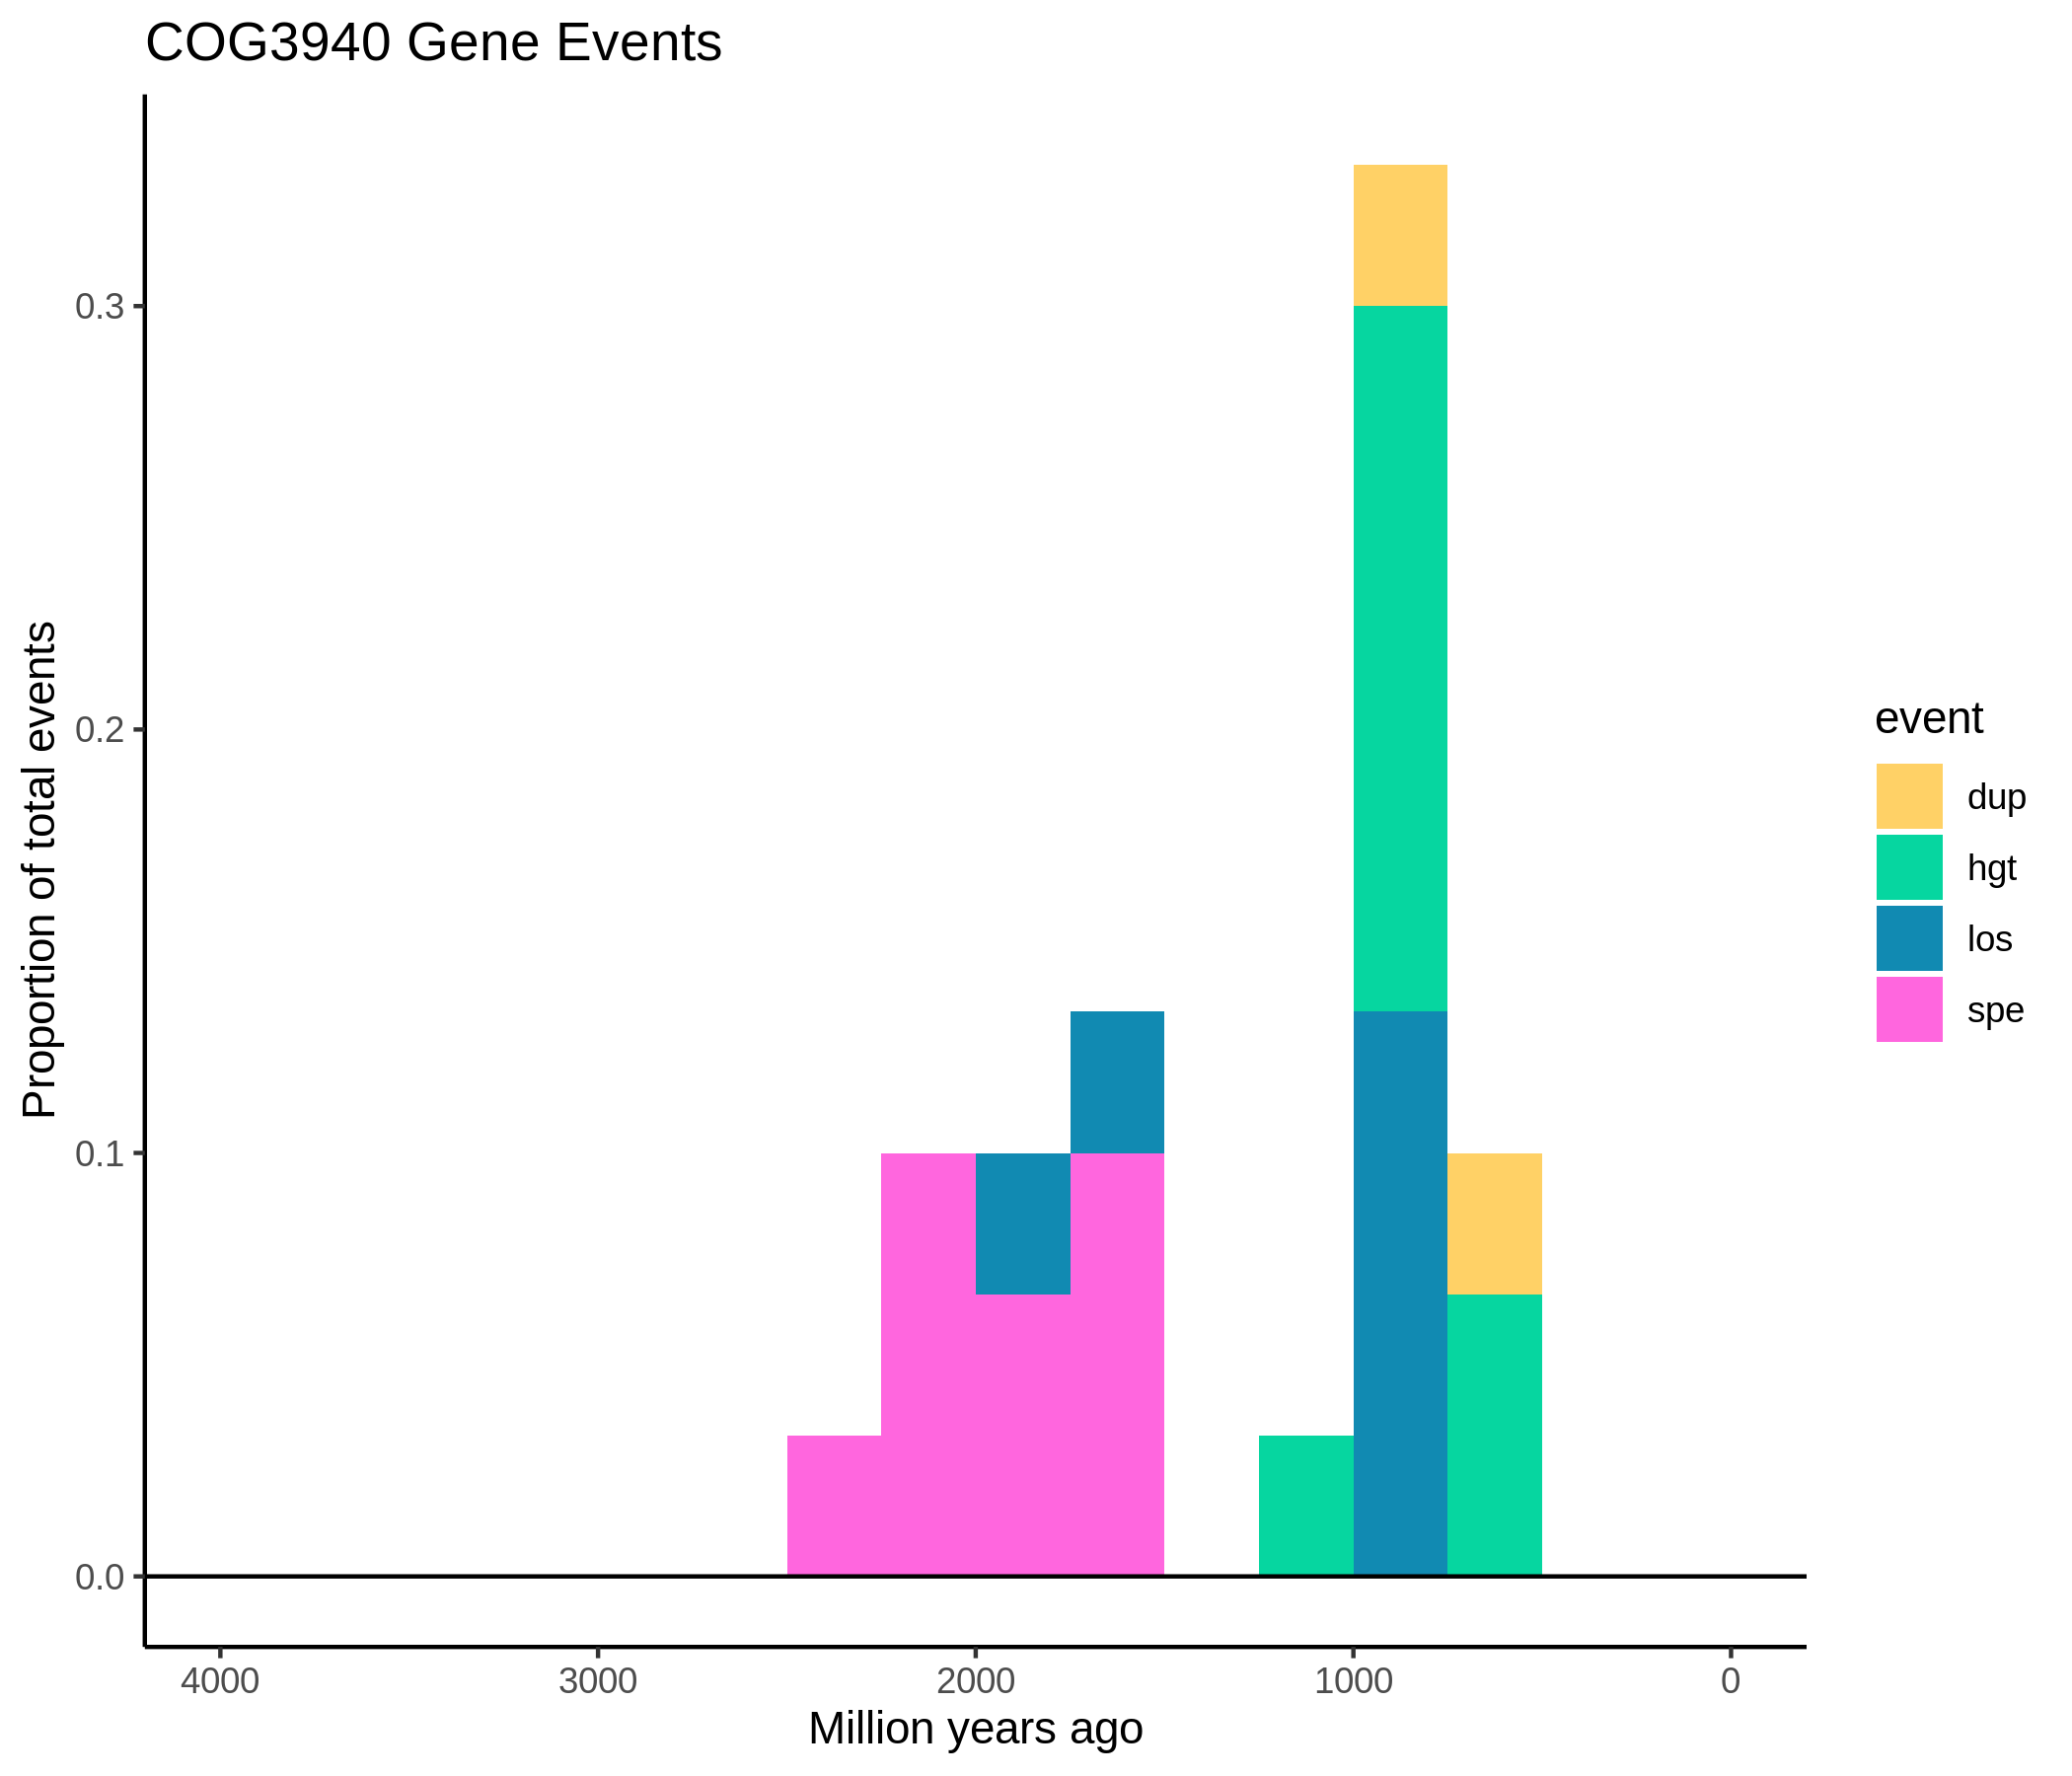 COG3940 Gene Events
Proportion of total events
0.3
0.2
0.1
0.0
4000 3000 2000 1000 0
Million years ago
event
dup
hgt
los
spe